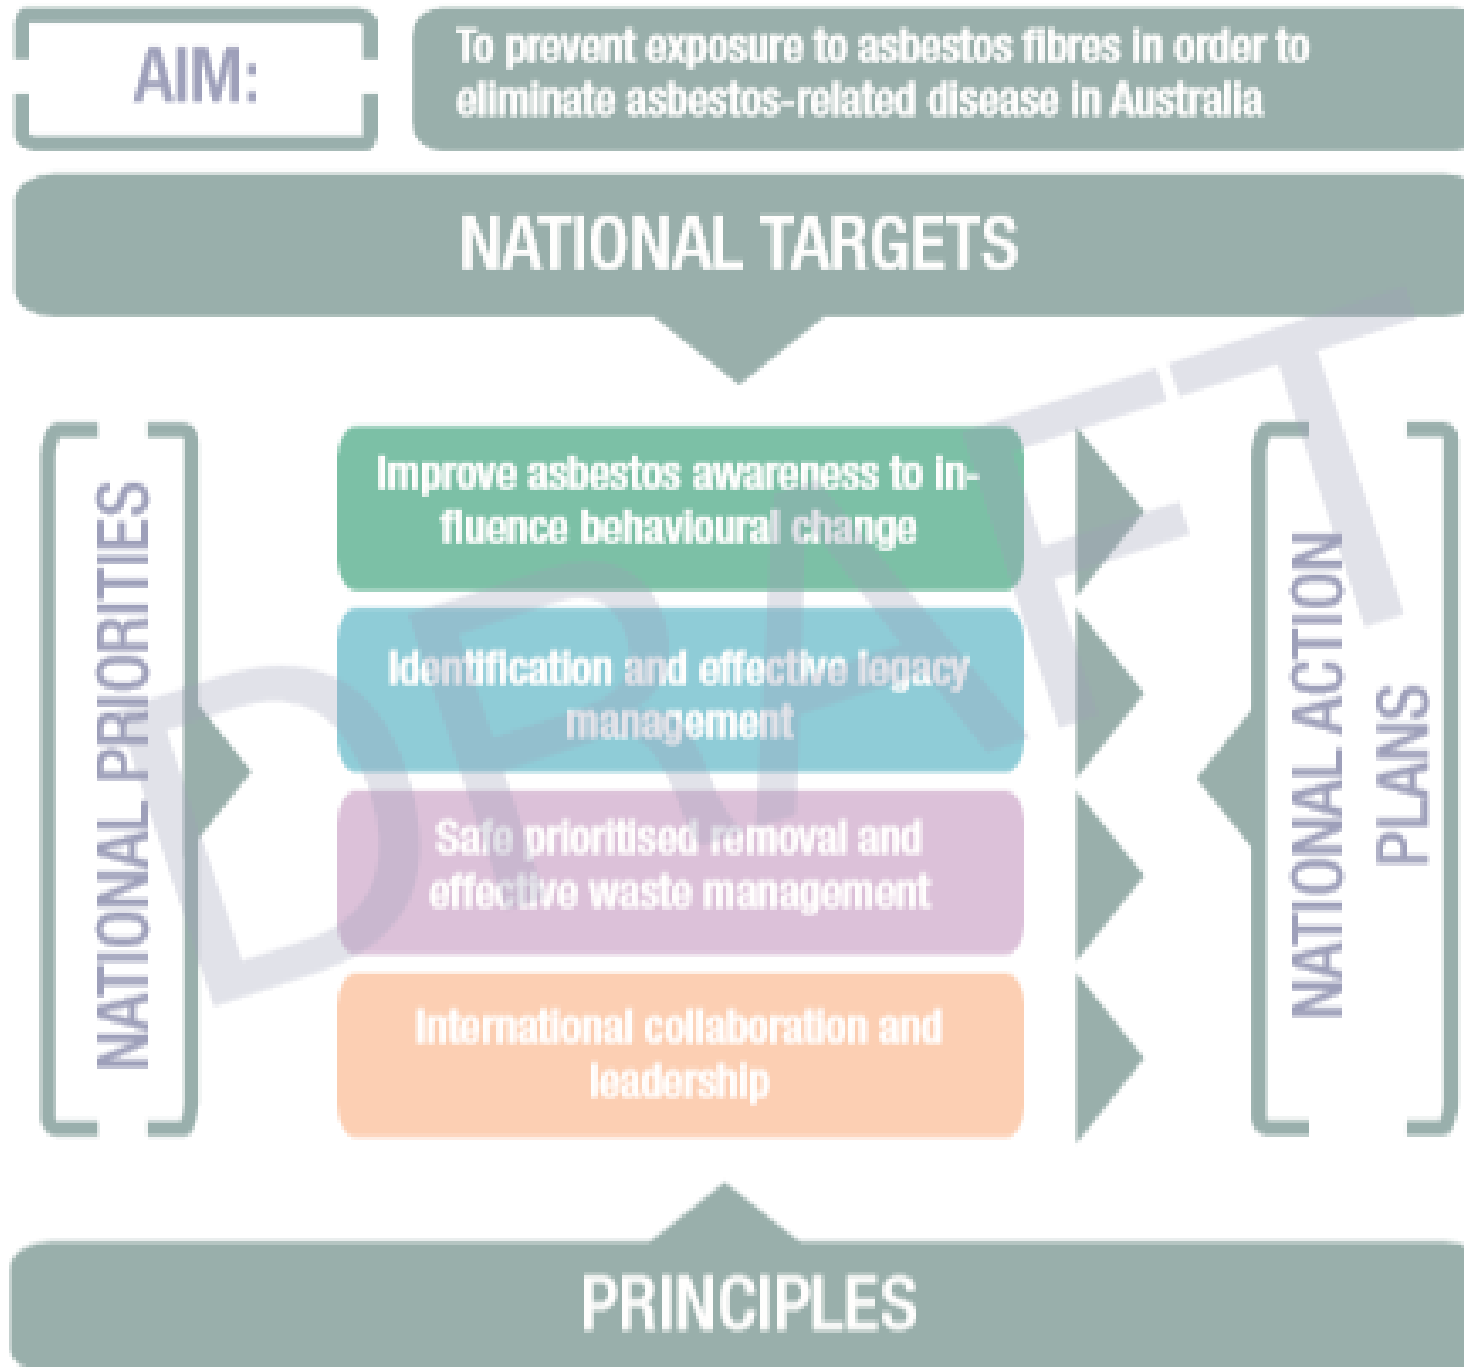 AIM:
To prevent exposure to asbestos fibres in order to
eliminate asbestos-related disease in Australia
NATIONAL TARGETS
NATIONAL PRIORITIES
Improve asbestos awareness to in-
fluence behavioural change
Identification and effective legacy
management
Safe prioritised removal and
effective waste management
International collaboration and
leadership
NATIONAL ACTION
PLANS
PRINCIPLES
DRAFT